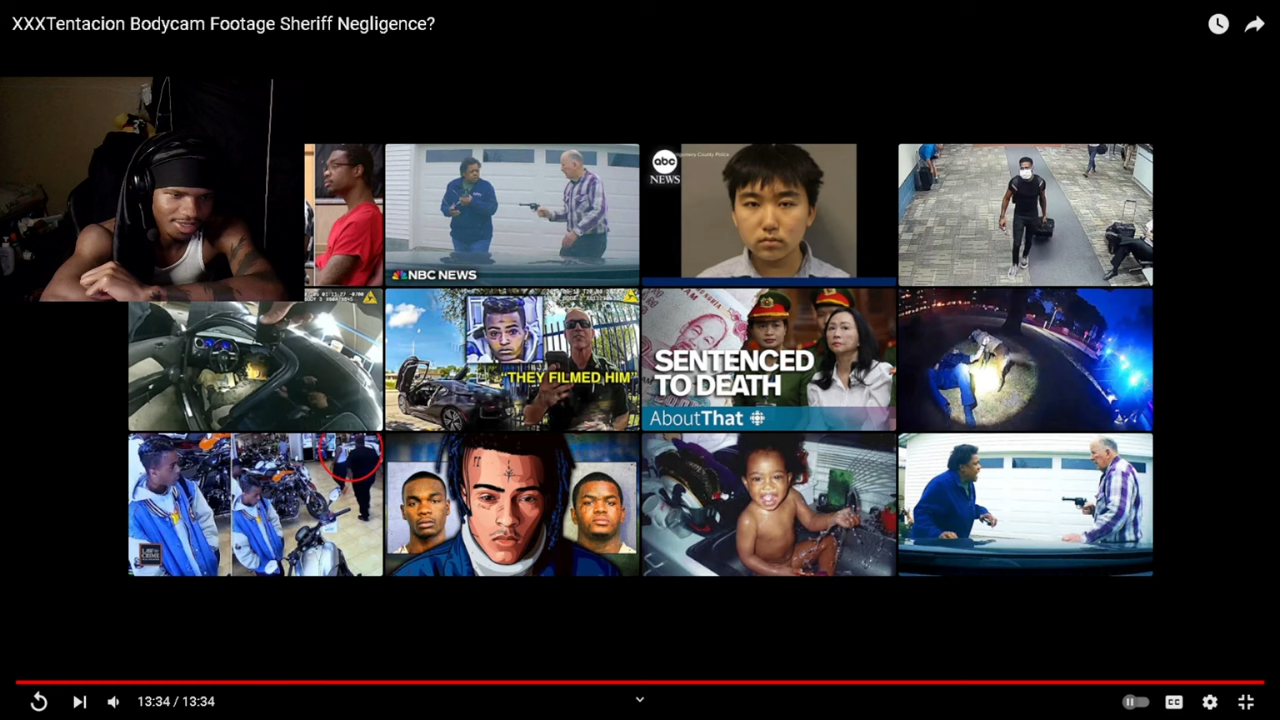 XXXTentacion Bodycam Footage Sheriff Negligence?
abc
NEWS
NBC NEWS
"THEY FILMED HIM"
SENTENCED
TO DEATH
AboutThat
13:34 / 13:34
CC